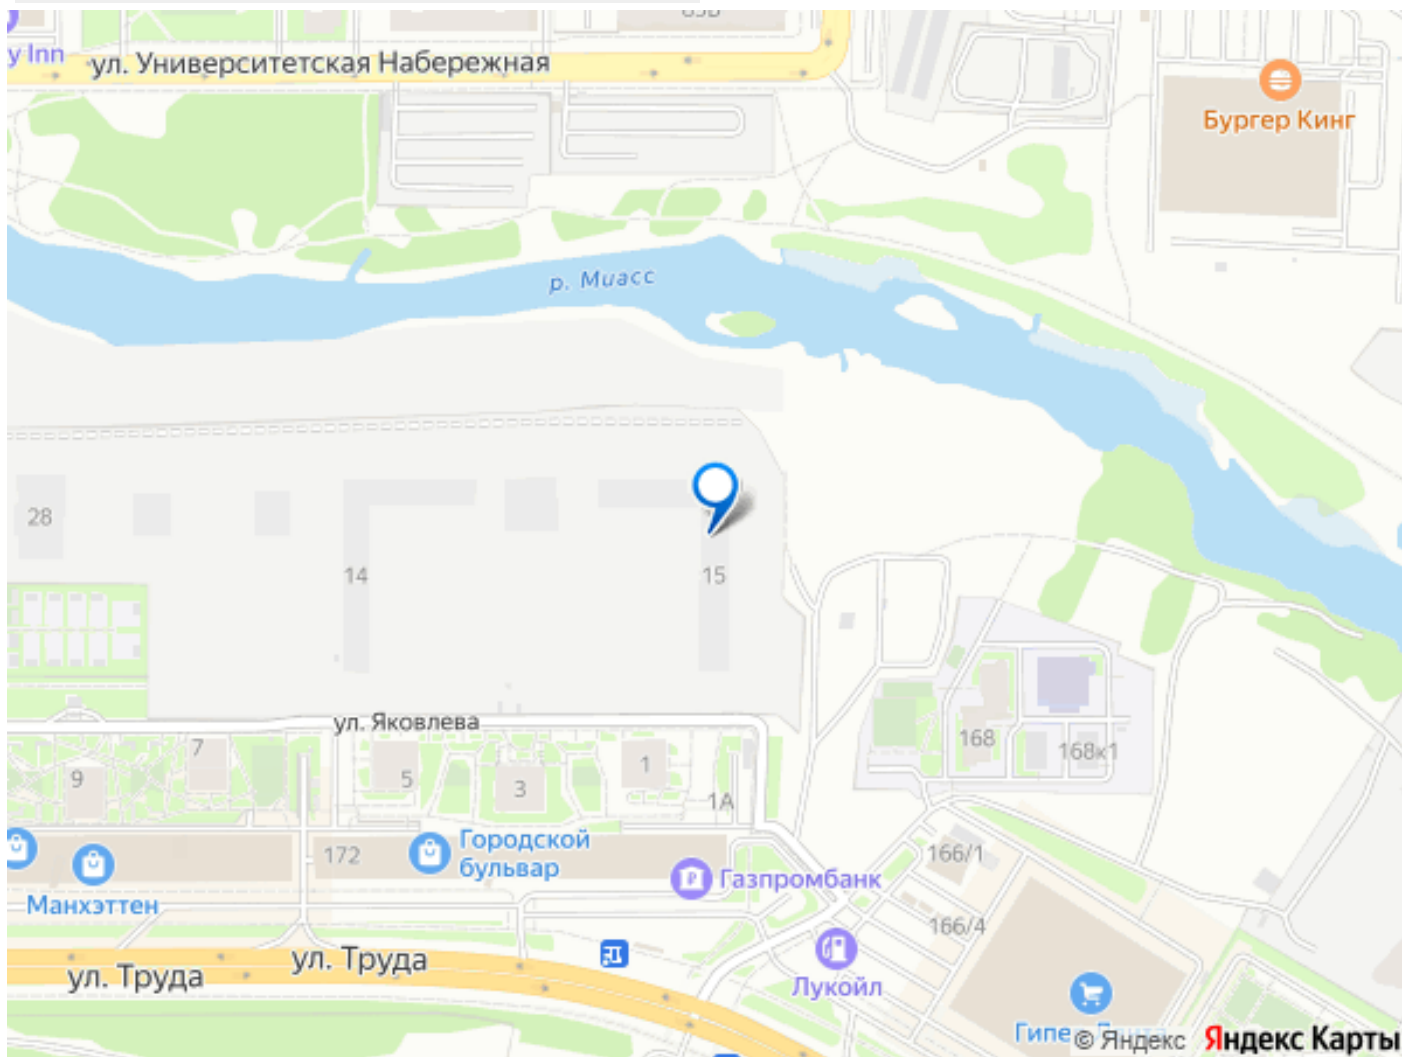 y Inn
ул. Университетская Набережная
Бургер Кинг
р. Миасс
28
14
15
ул. Яковлева
7
9
5
3
1
1А
168
168к1
172
Городской
бульвар
Манхэттен
Газпромбанк
166/1
166/4
ул. Труда
ул. Труда
Лукойл
© Яндекс
Яндекс Карты